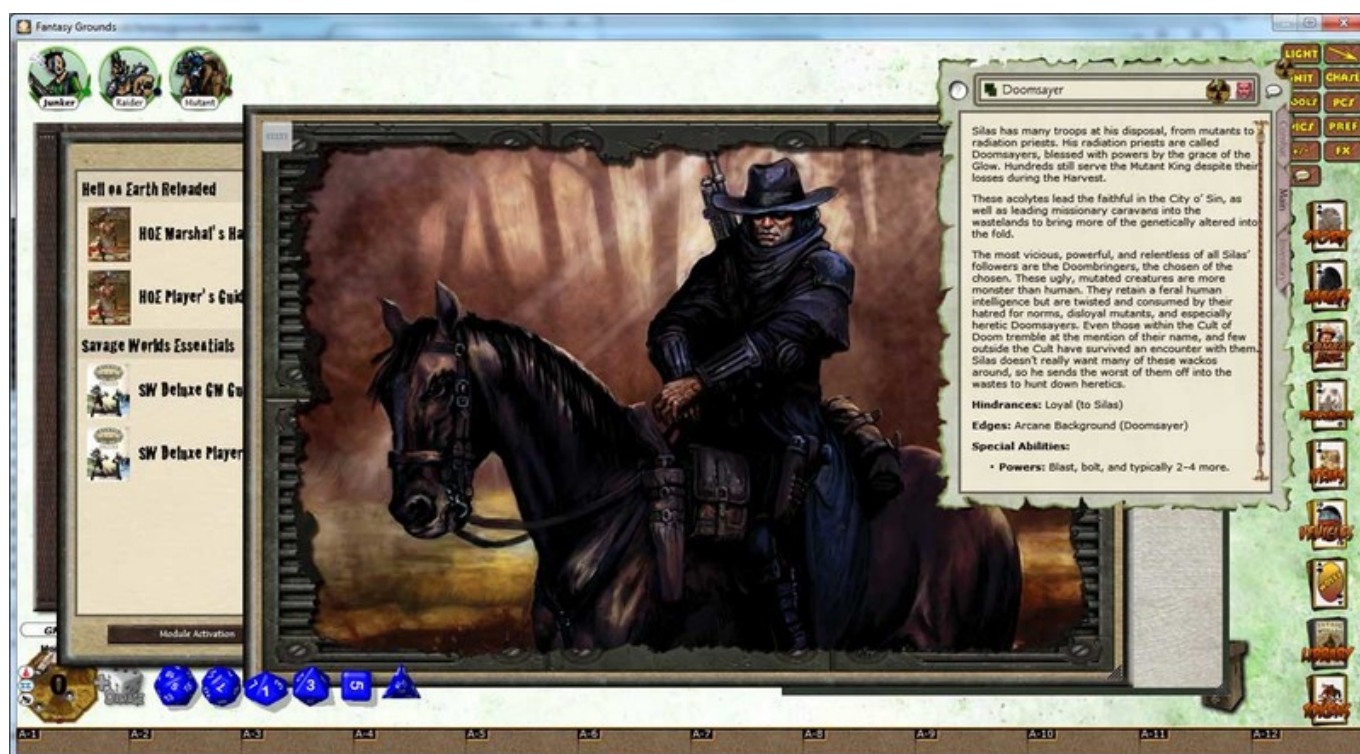 Fantasy Grounds
Junker
Raider
Mutant
Hell on Earth Reloaded
HOE Marshal's Ha
HOE Player's Guid
Savage Worlds Essentials
SW Deluxe GM Gu
SW Deluxe Player
Module Activation
Doomsayer
Silas has many troops at his disposal, from mutants to
radiation priests. His radiation priests are called
Doomsayers, blessed with powers by the grace of the
Glow. Hundreds still serve the Mutant King despite their
losses during the Harvest.
These acolytes lead the faithful in the City o' Sin, as
well as leading missionary caravans into the
wastelands to bring more of the genetically altered into
the fold.
The most vicious, powerful, and relentless of all Silas'
followers are the Doombringers, the chosen of the
chosen. These ugly, mutated creatures are more
monster than human. They retain a feral human
intelligence but are twisted and consumed by their
hatred for norms, disloyal mutants, and especially
heretic Doomsayers. Even those within the Cult of
Doom tremble at the mention of their name, and few
outside the Cult have survived an encounter with them.
Silas doesn't really want many of these wackos
around, so he sends the worst of them off into the
wastes to hunt down heretics.
Hindrances: Loyal (to Silas)
Edges: Arcane Background (Doomsayer)
Special Abilities:
• Powers: Blast, bolt, and typically 2–4 more.
Combat
Main
Inventory
LIGHT
CHASE
PCS
PREF
+/-
FX
LIBRARY
0
1
3
5
A-1 A-2 A-3 A-4 A-5 A-6 A-7 A-8 A-9 A-10 A-11 A-12